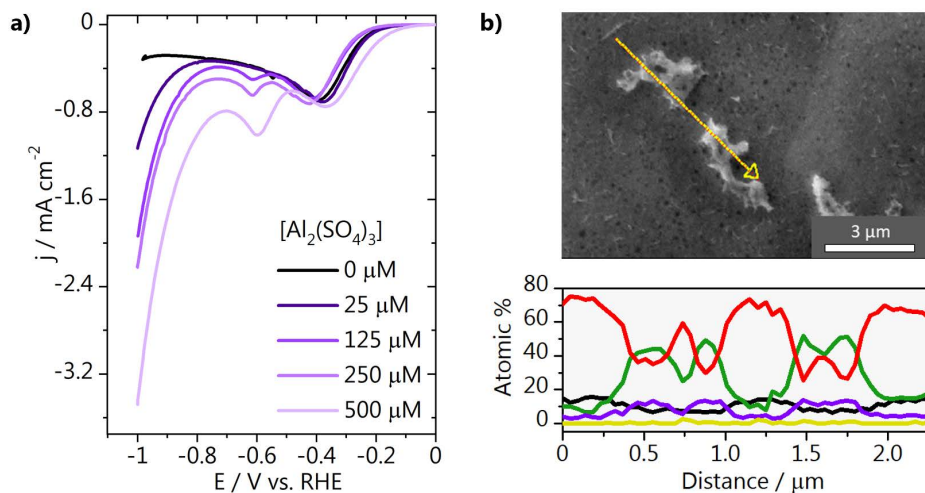 a)
j / mA cm⁻²
0
-0.8
-1.6
-2.4
-3.2
[Al₂(SO₄)₃]
0 µM
25 µM
125 µM
250 µM
500 µM
-1
-0.8
-0.6
-0.4
-0.2
0
E / V vs. RHE
b)
3 µm
Atomic %
80
60
40
20
0
0
0.5
1.0
1.5
2.0
Distance / µm